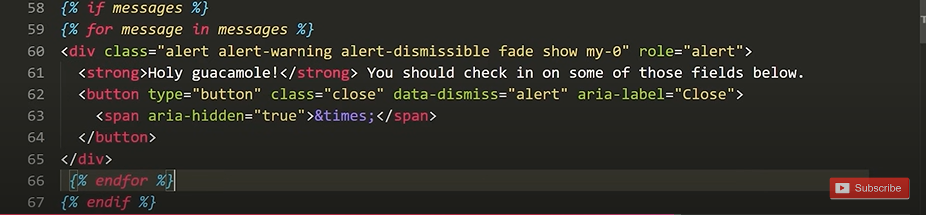 58 {% if messages %}
59 {% for message in messages %}
60 <div class="alert alert-warning alert-dismissible fade show my-0" role="alert">
61 <strong>Holy guacamole!</strong> You should check in on some of those fields below.
62 <button type="button" class="close" data-dismiss="alert" aria-label="Close">
63 <span aria-hidden="true">&times;</span>
64 </button>
65 </div>
66 {% endfor %}
Subscribe
67 {% endif %}